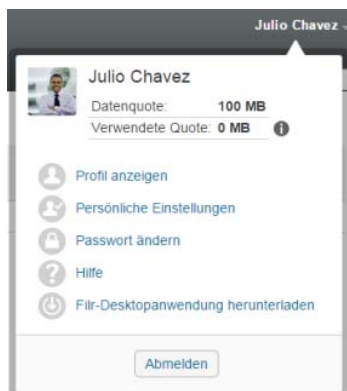 Julio Chavez
Julio Chavez
Datenquote: 100 MB
Verwendete Quote: 0 MB
Profil anzeigen
Persönliche Einstellungen
Passwort ändern
Hilfe
Filr-Desktopanwendung herunterladen
Abmelden